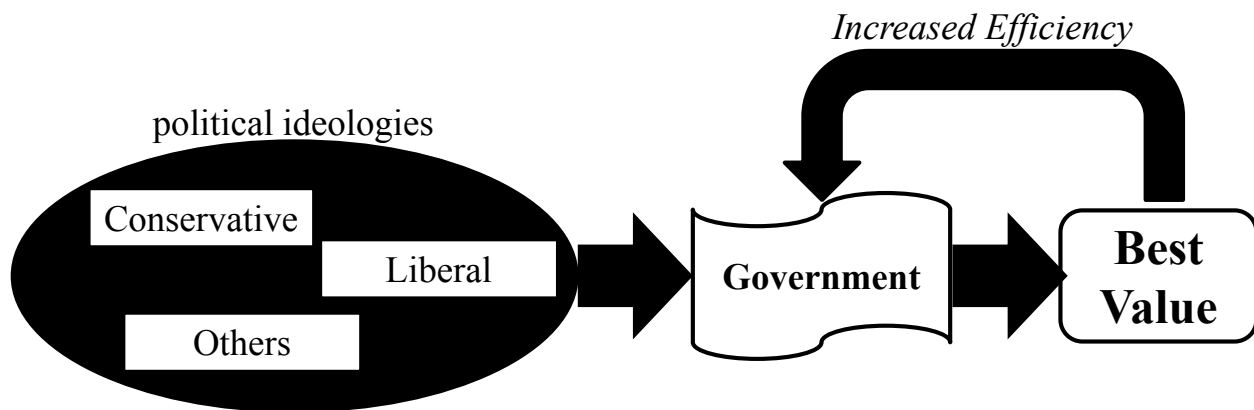 Increased Efficiency
political ideologies
Conservative
Liberal
Others
Government
Best
Value